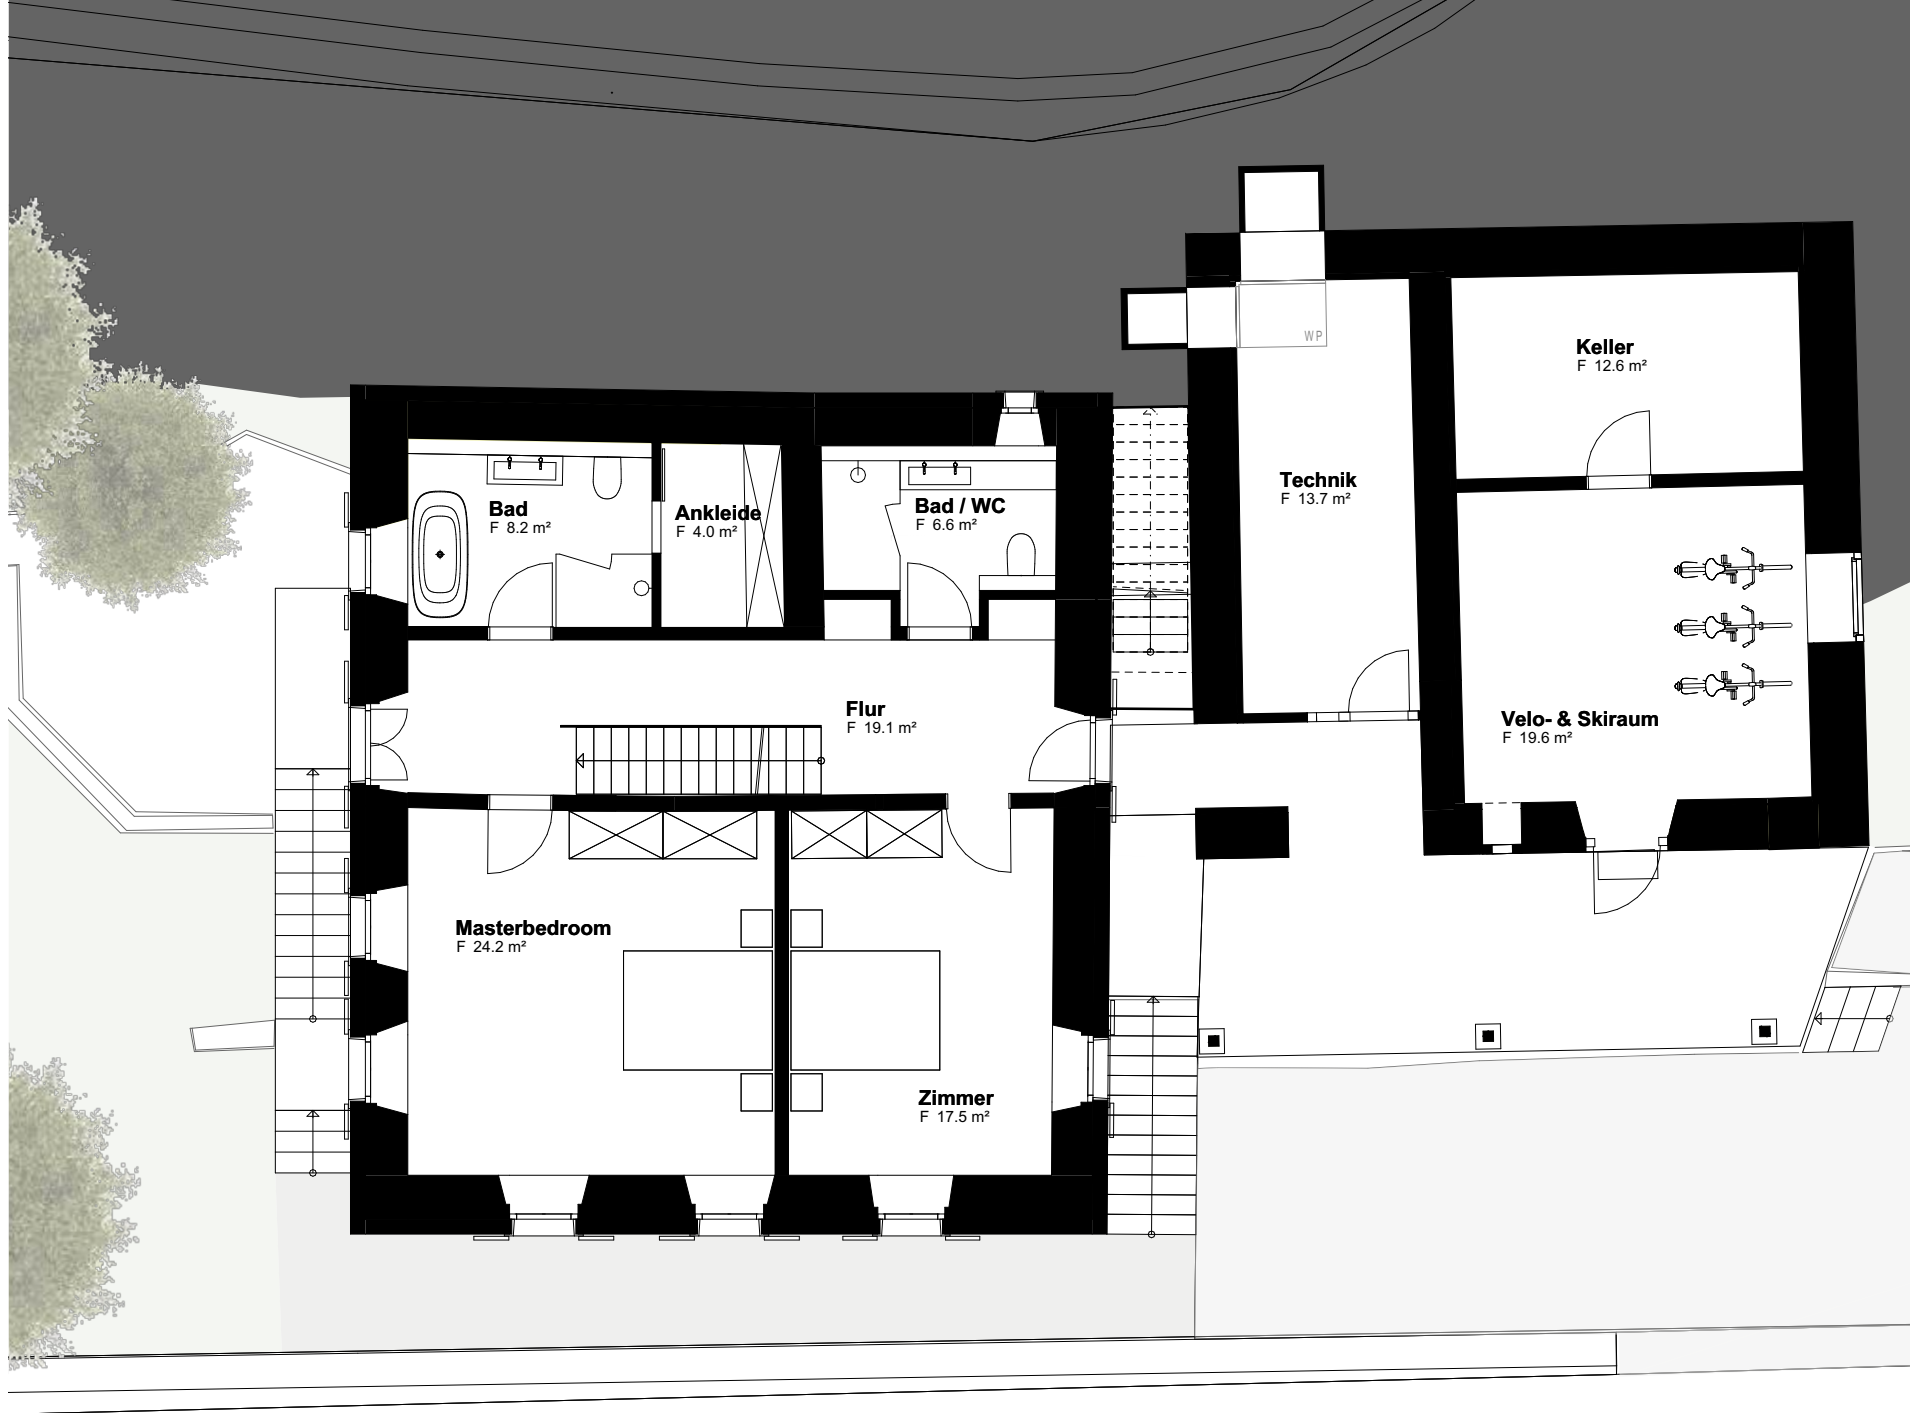 WP
Keller
F 12.6 m²
Technik
F 13.7 m²
Bad
F 8.2 m²
Ankleide
F 4.0 m²
Bad / WC
F 6.6 m²
Flur
F 19.1 m²
Velo- & Skiraum
F 19.6 m²
Masterbedroom
F 24.2 m²
Zimmer
F 17.5 m²